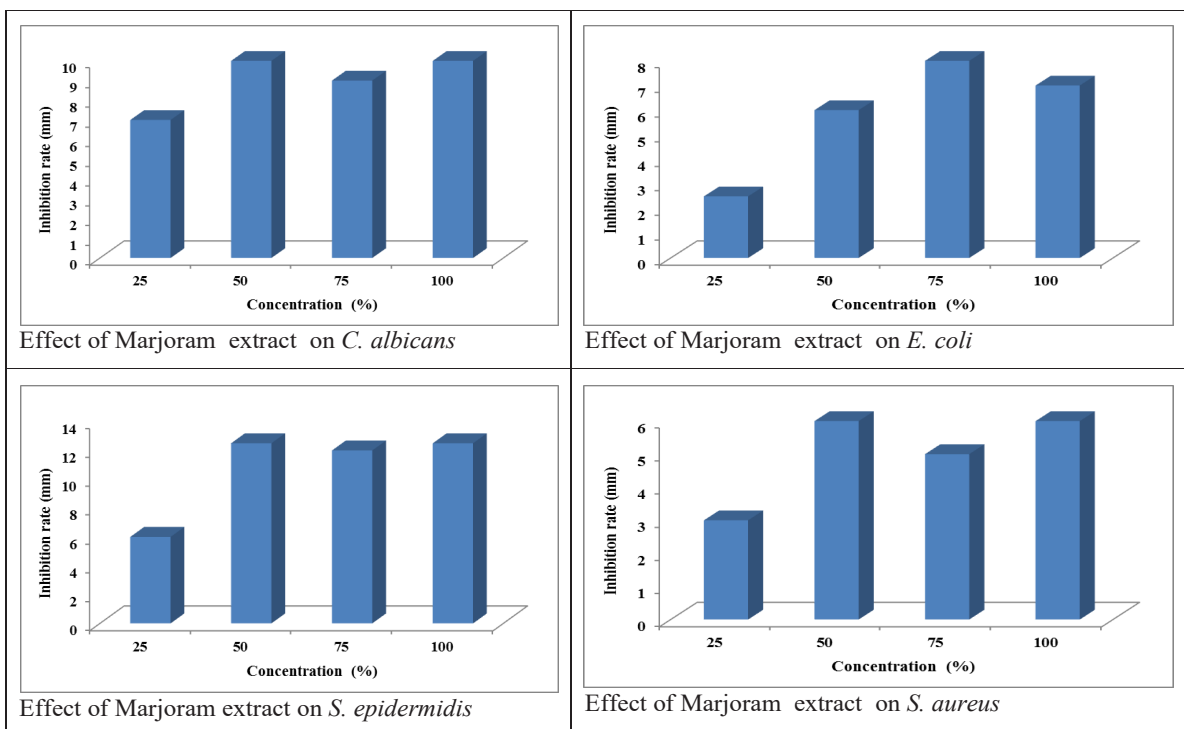 10
9
8
7
6
5
4
3
2
1
0
Inhibition rate (mm)
25 50 75 100
Concentration (%)
Effect of Marjoram extract on C. albicans
8
7
6
5
4
3
2
1
0
Inhibition rate (mm)
25 50 75 100
Concentration (%)
Effect of Marjoram extract on E. coli
14
12
10
8
6
4
2
0
Inhibition rate (mm)
25 50 75 100
Concentration (%)
Effect of Marjoram extract on S. epidermidis
6
5
4
3
2
1
0
Inhibition rate (mm)
25 50 75 100
Concentration (%)
Effect of Marjoram extract on S. aureus